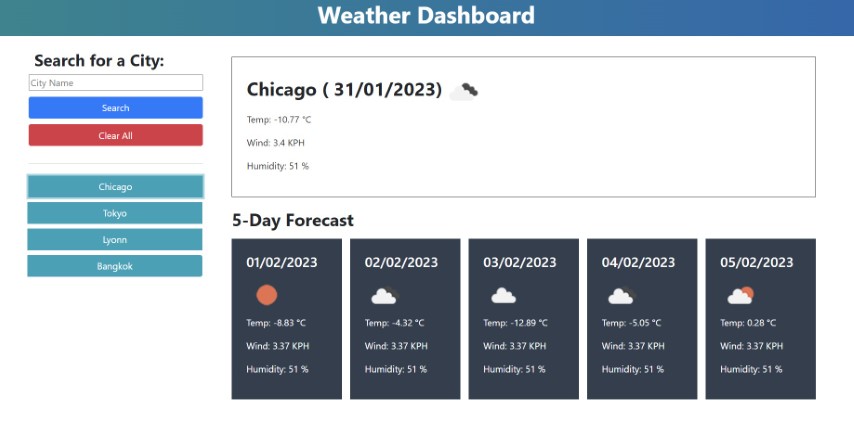 Weather Dashboard
Search for a City:
City Name
Search
Clear All
Chicago
Tokyo
Lyonn
Bangkok
Chicago ( 31/01/2023)
Temp: -10.77 °C
Wind: 3.4 KPH
Humidity: 51 %
5-Day Forecast
01/02/2023
Temp: -8.83 °C
Wind: 3.37 KPH
Humidity: 51 %
02/02/2023
Temp: -4.32 °C
Wind: 3.37 KPH
Humidity: 51 %
03/02/2023
Temp: -12.89 °C
Wind: 3.37 KPH
Humidity: 51 %
04/02/2023
Temp: -5.05 °C
Wind: 3.37 KPH
Humidity: 51 %
05/02/2023
Temp: 0.28 °C
Wind: 3.37 KPH
Humidity: 51 %